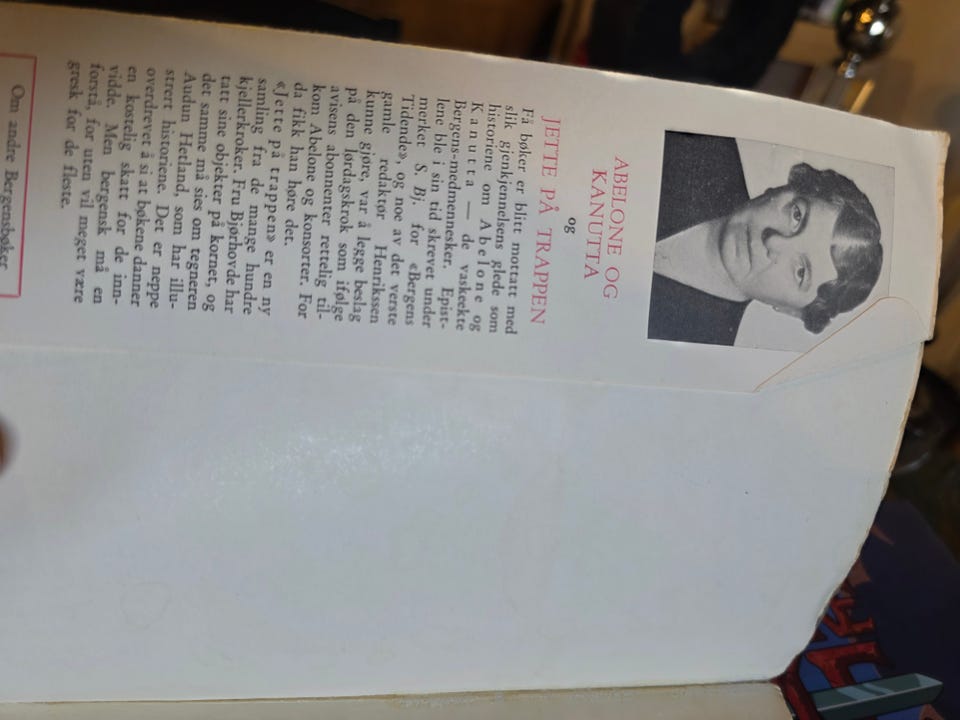 ABELONE OG
KANUTTA
og
JETTE PÅ TRAPPEN
Få bøker er blitt mottatt med
slik gjenkjennelsens glede som
historiene om Abelone og
Kanutta — de vaskeekte
Bergens-medmennesker. Epist-
lene ble i sin tid skrevet under
merket S. Bj. for «Bergens
Tidende», og noe av det verste
gamle redaktør Henrikssen
kunne gjøre, var å legge beslag
på den lørdagskrok som ifølge
avisens abonnenter rettelig til-
kom Abelone og konsorter. For
da fikk han høre det.
«Jette på trappen» er en ny
samling fra de mange hundre
kjellerkroker. Fru Bjørhovde har
tatt sine objekter på kornet, og
det samme må sies om tegneren
Audun Hetland, som har illu-
strert historiene. Det er neppe
overdrevet å si at bøkene danner
en kostelig skatt for de inn-
vidde. Men bergensk må en
forstå, for uten vil meget være
gresk for de fleste.
Om andre Bergensbøker